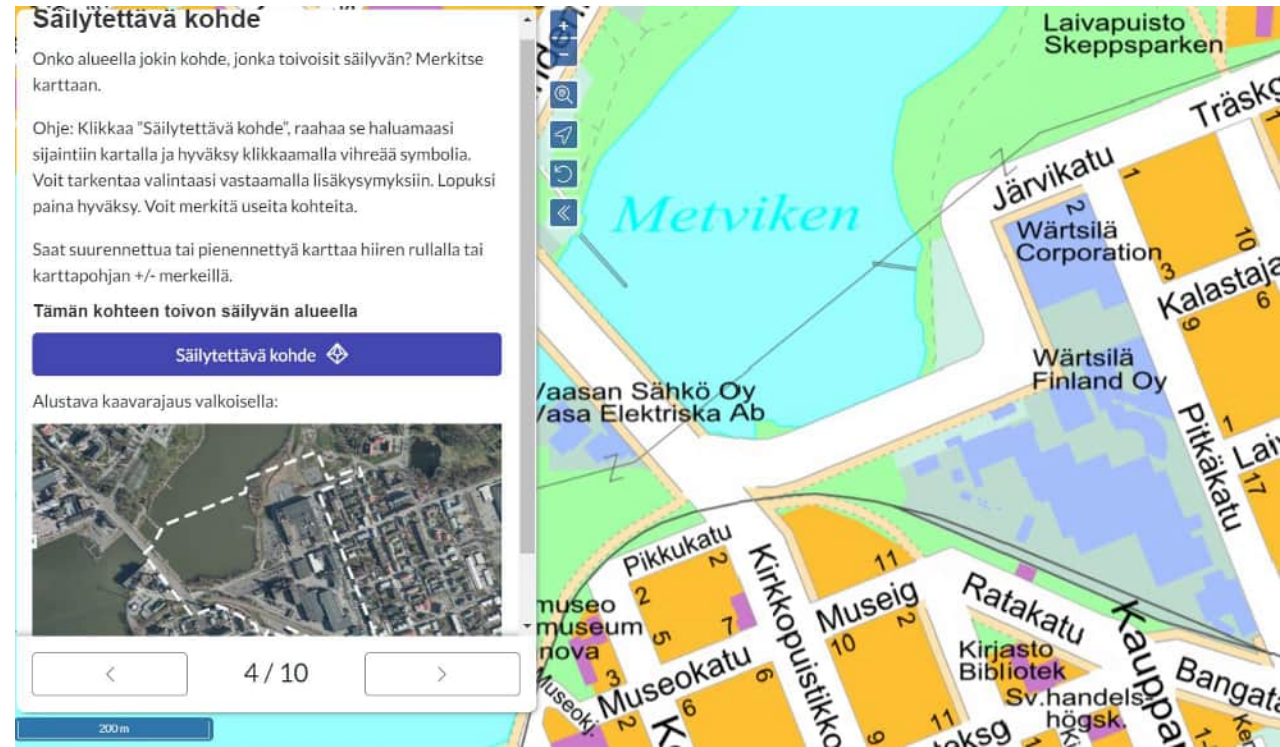 Säilytettävä kohde
Onko alueella jokin kohde, jonka toivoisit säilyvän? Merkitse
karttaan.
Ohje: Klikkaa "Säilytettävä kohde", raahaa se haluamaasi
sijaintiin kartalla ja hyväksy klikkaamalla vihreää symbolia.
Voit tarkentaa valintaasi vastaamalla lisäkysymyksiin. Lopuksi
paina hyväksy. Voit merkitä useita kohteita.
Saat suurennettua tai pienennettyä karttaa hiiren rullalla tai
karttapohjan +/- merkeillä.
Tämän kohteen toivon säilyvän alueella
Säilytettävä kohde
Alustava kaavarajaus valkoisella:
4 / 10
200 m
+
−
Laivapuisto
Skeppsparken
Träskg
Järvikatu
1
2
Metviken
Wärtsilä
Corporation
3
10
Kalastaja
9
6
Wärtsilä
Finland Oy
Vaasan Sähkö Oy
Vasa Elektriska Ab
Pitkäkatu
1
Lai
17
Pikkukatu
2
2
5
7
Kirkkopuistikko
11
Museig
2
10
Ratakatu
museo
museum
nova
3
Museokatu
6
6
2
Museokj.
Kirjasto
Bibliotek
Sv.handels-
högsk.
Kauppa
Bangata
11
9
teksg
1